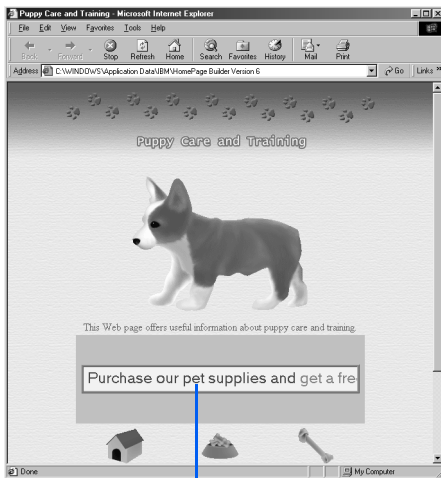 Puppy Care and Training - Microsoft Internet Explorer
File Edit View Favorites Tools Help
Back Forward Stop Refresh Home Search Favorites History Mail Print
Address C:\WINDOWS\Application Data\IBM\HomePage Builder Version 6 Go Links »
Puppy Care and Training
This Web page offers useful information about puppy care and training.
Purchase our pet supplies and get a fre
Done My Computer